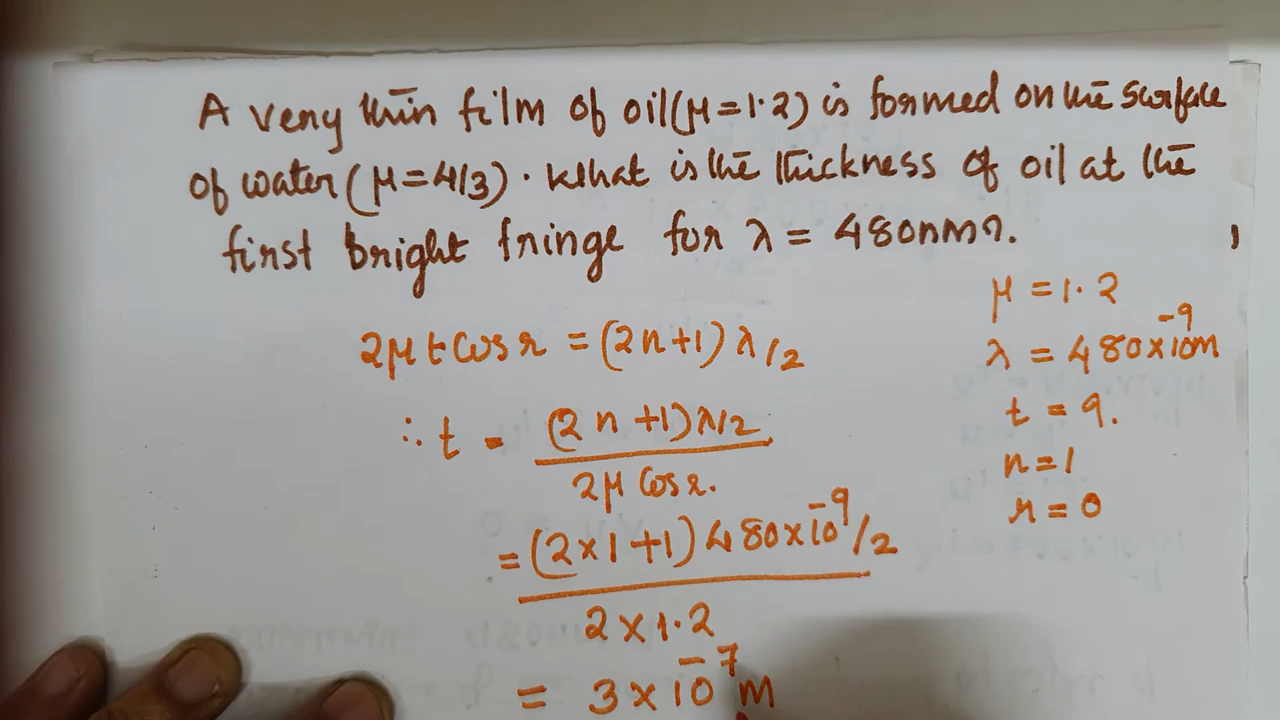 A very thin film of oil (μ=1.2) is formed on the surface
of water (μ=4/3). What is the thickness of oil at the
first bright fringe for λ = 480nm?.
2μt cos r = (2n+1) λ/2
∴ t = (2n+1)λ/2
2μ cos r.
= (2×1+1) 480×10⁻⁹/2
2×1.2
= 3×10⁻⁷ m
μ = 1.2
λ = 480×10⁻⁹m
t = ?.
n = 1
r = 0